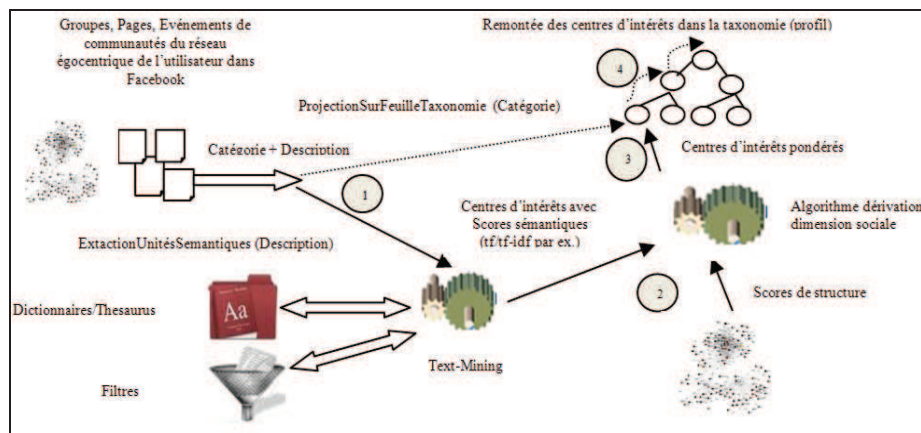 Groupes, Pages, Evénements de
communautés du réseau
égocentrique de l'utilisateur dans
Facebook
Remontée des centres d'intérêts dans la taxonomie (profil)
4
ProjectionSurFeuilleTaxonomie (Catégorie)
Catégorie + Description
3
Centres d'intérêts pondérés
1
Centres d'intérêts avec
Scores sémantiques
(tf/tf-idf par ex.)
Algorithme dérivation
dimension sociale
ExtactionUnitésSemantiques (Description)
2
Scores de structure
Dictionnaires/Thesaurus
Aa
Text-Mining
Filtres